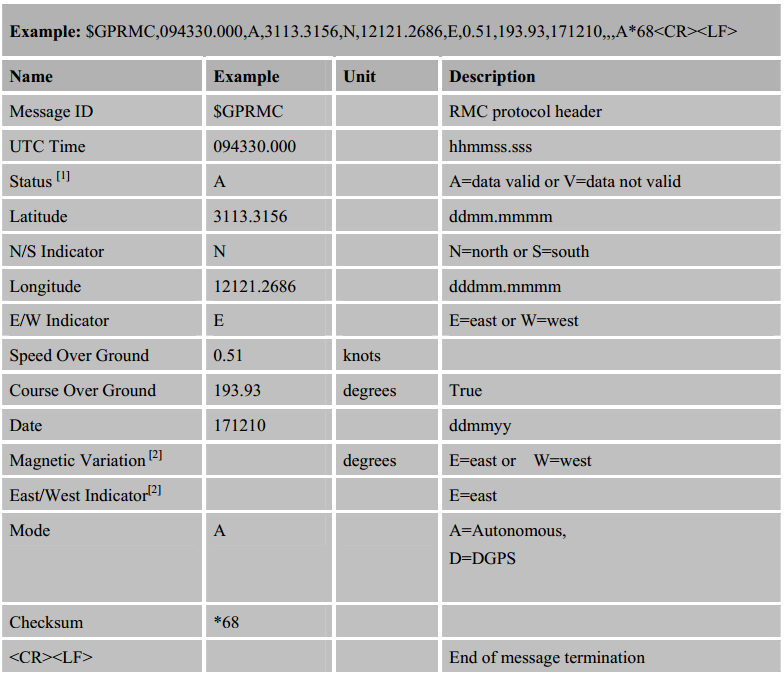 Example: $GPRMC,094330.000,A,3113.3156,N,12121.2686,E,0.51,193.93,171210,,,A*68<CR><LF>
Name Example Unit Description
Message ID $GPRMC RMC protocol header
UTC Time 094330.000 hhmmss.sss
Status [1] A A=data valid or V=data not valid
Latitude 3113.3156 ddmm.mmmm
N/S Indicator N N=north or S=south
Longitude 12121.2686 dddmm.mmmm
E/W Indicator E E=east or W=west
Speed Over Ground 0.51 knots
Course Over Ground 193.93 degrees True
Date 171210 ddmmyy
Magnetic Variation [2] degrees E=east or W=west
East/West Indicator[2] E=east
Mode A A=Autonomous,
D=DGPS
Checksum *68
<CR><LF> End of message termination